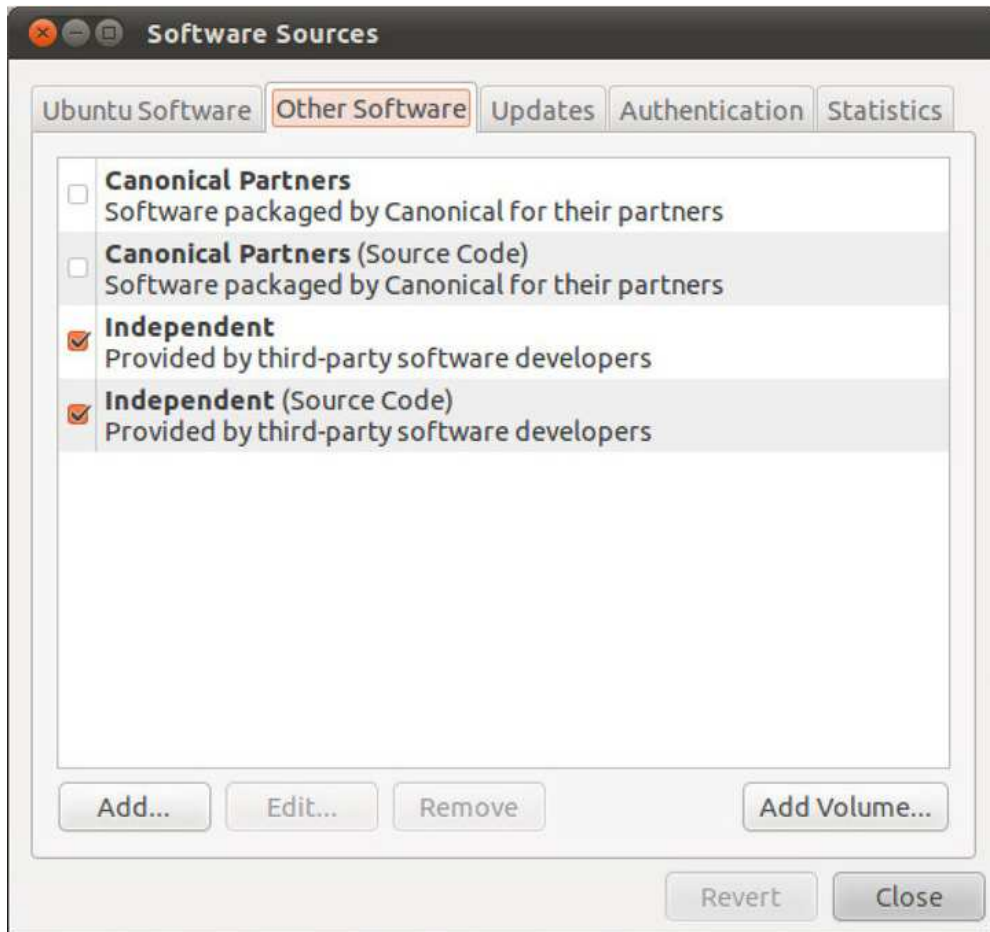 Software Sources
Ubuntu Software Other Software Updates Authentication Statistics
Canonical Partners
Software packaged by Canonical for their partners
Canonical Partners (Source Code)
Software packaged by Canonical for their partners
Independent
Provided by third-party software developers
Independent (Source Code)
Provided by third-party software developers
Add... Edit... Remove Add Volume...
Revert Close